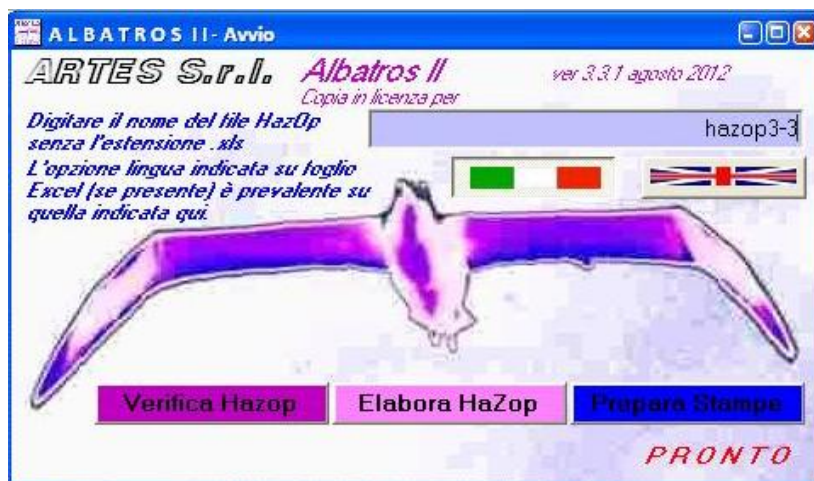 ALBATROS II - Avvio
ARTES S.r.l.
Albatros II
ver 3.3.1 agosto 2012
Copia in licenza per
Digitare il nome del file HazOp
senza l'estensione .xls
hazop3-3
L'opzione lingua indicata su foglio
Excel (se presente) è prevalente su
quella indicata qui.
Verifica Hazop
Elabora HaZop
Prepara Stampe
PRONTO